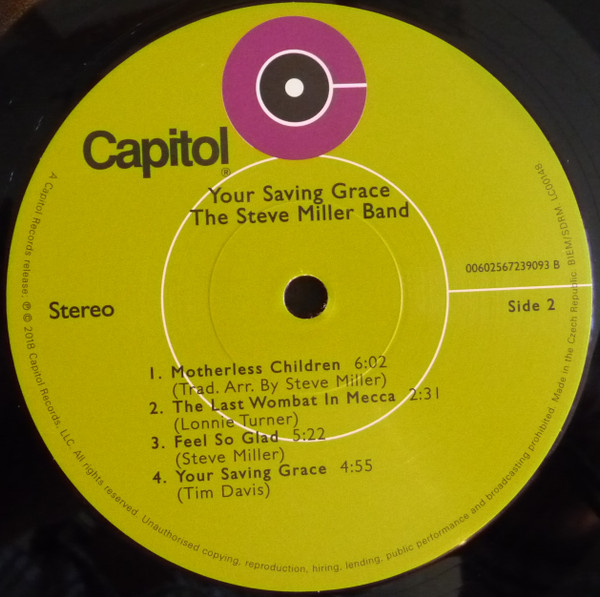 Capitol®
Your Saving Grace
The Steve Miller Band
00602567239093 B
Stereo
Side 2
1. Motherless Children 6:02
(Trad. Arr. By Steve Miller)
2. The Last Wombat In Mecca 2:31
(Lonnie Turner)
3. Feel So Glad 5:22
(Steve Miller)
4. Your Saving Grace 4:55
(Tim Davis)
A Capitol Records release; ℗ © 2018 Capitol Records, LLC. All rights reserved. Unauthorised copying, reproduction, hiring, lending, public performance and broadcasting prohibited. Made in the Czech Republic. BIEM/SDRM LC00148